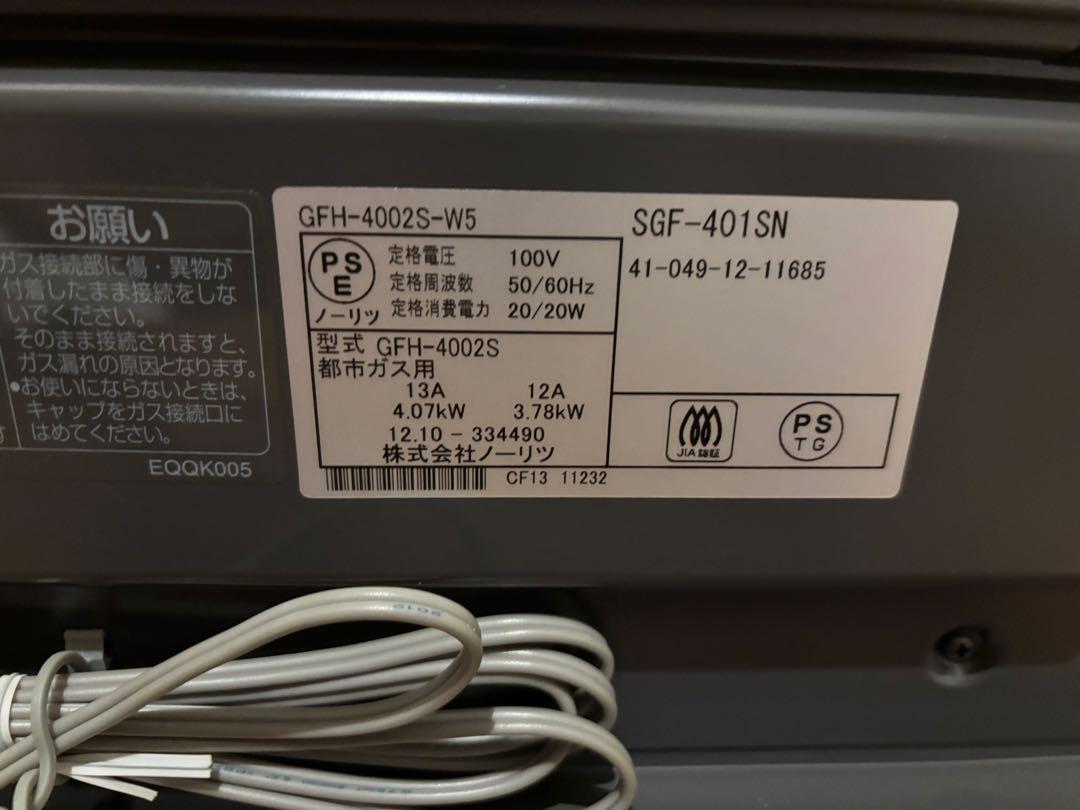 お願い
ガス接続部に傷・異物が
付着したまま接続をしな
いでください。
そのまま接続されますと、
ガス漏れの原因となります。
●お使いにならないときは、
キャップをガス接続口に
はめてください。
EQQK005
GFH-4002S-W5
PS
E
ノーリツ
定格電圧 100V
定格周波数 50/60Hz
定格消費電力 20/20W
型式 GFH-4002S
都市ガス用
13A 12A
4.07kW 3.78kW
12.10 - 334490
株式会社ノーリツ
CF13 11232
SGF-401SN
41-049-12-11685
JIA認証
PS
TG
2012